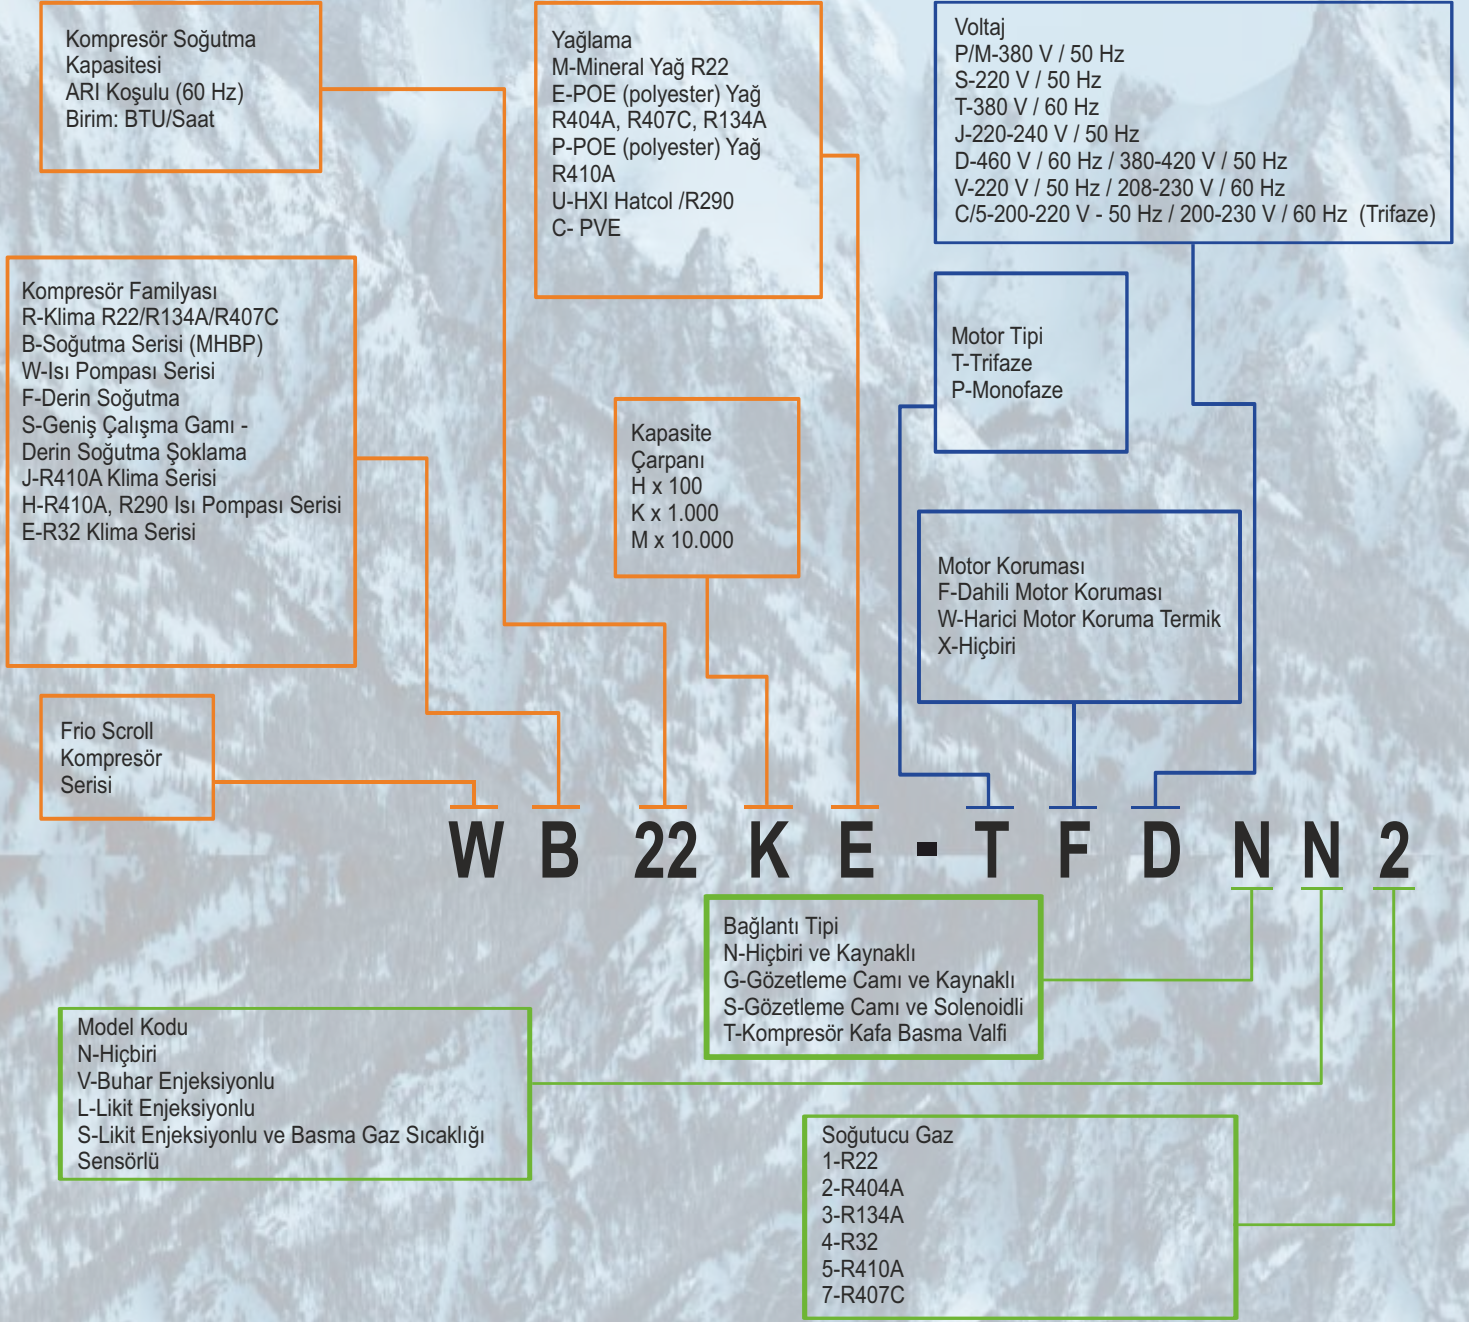 Kompresör Soğutma
Kapasitesi
ARI Koşulu (60 Hz)
Birim: BTU/Saat
Yağlama
M-Mineral Yağ R22
E-POE (polyester) Yağ
R404A, R407C, R134A
P-POE (polyester) Yağ
R410A
U-HXI Hatcol /R290
C- PVE
Voltaj
P/M-380 V / 50 Hz
S-220 V / 50 Hz
T-380 V / 60 Hz
J-220-240 V / 50 Hz
D-460 V / 60 Hz / 380-420 V / 50 Hz
V-220 V / 50 Hz / 208-230 V / 60 Hz
C/5-200-220 V - 50 Hz / 200-230 V / 60 Hz (Trifaze)
Kompresör Familyası
R-Klima R22/R134A/R407C
B-Soğutma Serisi (MHBP)
W-Isı Pompası Serisi
F-Derin Soğutma
S-Geniş Çalışma Gamı -
Derin Soğutma Şoklama
J-R410A Klima Serisi
H-R410A, R290 Isı Pompası Serisi
E-R32 Klima Serisi
Motor Tipi
T-Trifaze
P-Monofaze
Kapasite
Çarpanı
H x 100
K x 1.000
M x 10.000
Motor Koruması
F-Dahili Motor Koruması
W-Harici Motor Koruma Termik
X-Hiçbiri
Frio Scroll
Kompresör
Serisi
W B 22 K E - T F D N N 2
Bağlantı Tipi
N-Hiçbiri ve Kaynaklı
G-Gözetleme Camı ve Kaynaklı
S-Gözetleme Camı ve Solenoidli
T-Kompresör Kafa Basma Valfi
Model Kodu
N-Hiçbiri
V-Buhar Enjeksiyonlu
L-Likit Enjeksiyonlu
S-Likit Enjeksiyonlu ve Basma Gaz Sıcaklığı
Sensörlü
Soğutucu Gaz
1-R22
2-R404A
3-R134A
4-R32
5-R410A
7-R407C